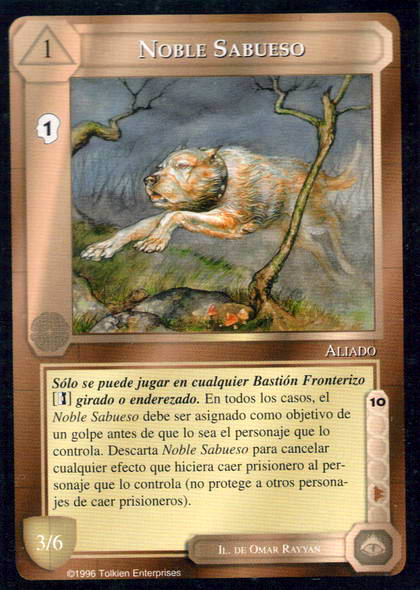 1
NOBLE SABUESO
1
ALIADO
Sólo se puede jugar en cualquier Bastión Fronterizo
[] girado o enderezado. En todos los casos, el
Noble Sabueso debe ser asignado como objetivo de
un golpe antes de que lo sea el personaje que lo
controla. Descarta Noble Sabueso para cancelar
cualquier efecto que hiciera caer prisionero al per-
sonaje que lo controla (no protege a otros persona-
jes de caer prisioneros).
10
3/6
IL. DE OMAR RAYYAN
©1996 Tolkien Enterprises